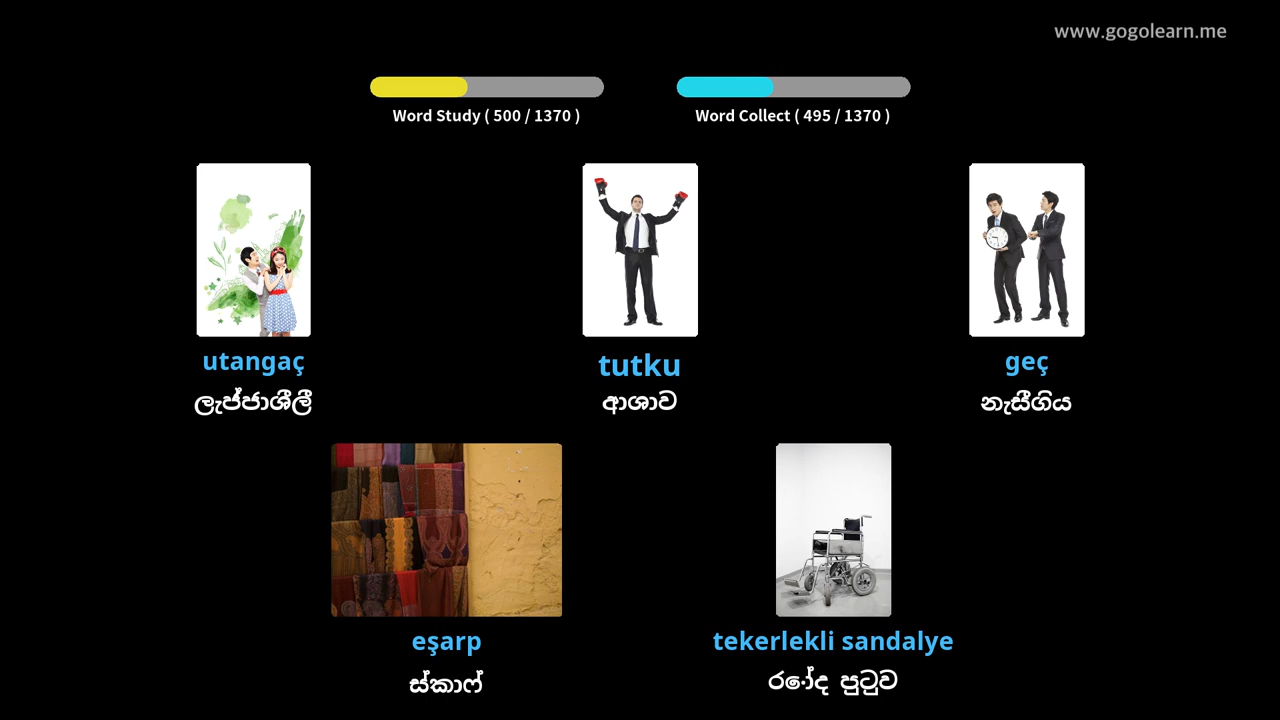 www.gogolearn.me
Word Study ( 500 / 1370 )
Word Collect ( 495 / 1370 )
utangaç
ලැජ්ජාශීලී
tutku
ආශාව
geç
නැසීගිය
eşarp
ස්කාෆ්
tekerlekli sandalye
රෝද පුටුව